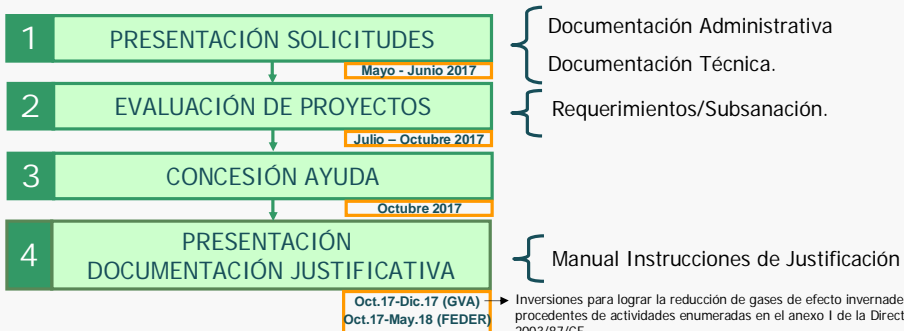 1
PRESENTACIÓN SOLICITUDES
Documentación Administrativa
Documentación Técnica.
Mayo - Junio 2017
2
EVALUACIÓN DE PROYECTOS
Requerimientos/Subsanación.
Julio – Octubre 2017
3
CONCESIÓN AYUDA
Octubre 2017
4
PRESENTACIÓN
DOCUMENTACIÓN JUSTIFICATIVA
Manual Instrucciones de Justificación
Oct.17-Dic.17 (GVA)
Oct.17-May.18 (FEDER)
Inversiones para lograr la reducción de gases de efecto
procedentes de actividades enumeradas en el anexo I de la
2003/87/CE